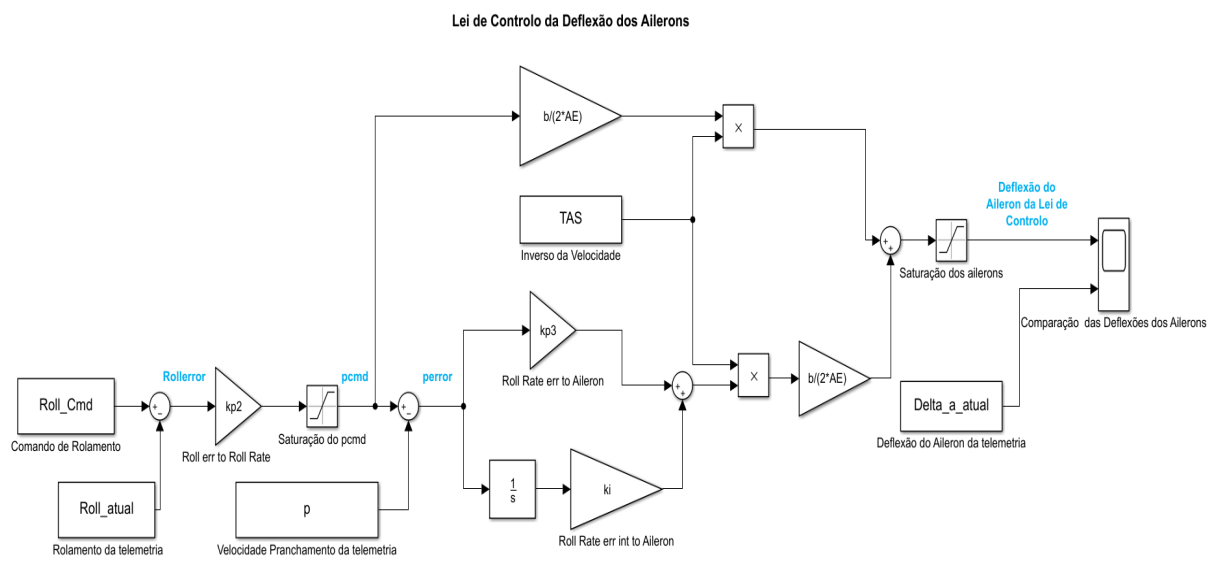 Lei de Controlo da Deflexão dos Ailerons
b/(2*AE)
×
TAS
Inverso da Velocidade
Deflexão do
Aileron da Lei de
Controlo
Saturação dos ailerons
Comparação das Deflexões dos Ailerons
kp3
Roll Rate err to Aileron
×
b/(2*AE)
Delta_a_atual
Deflexão do Aileron da telemetria
Rollerror
pcmd
perror
Roll_Cmd
Comando de Rolamento
kp2
Roll err to Roll Rate
Saturação do pcmd
Roll_atual
Rolamento da telemetria
p
Velocidade Pranchamento da telemetria
1
s
ki
Roll Rate err int to Aileron